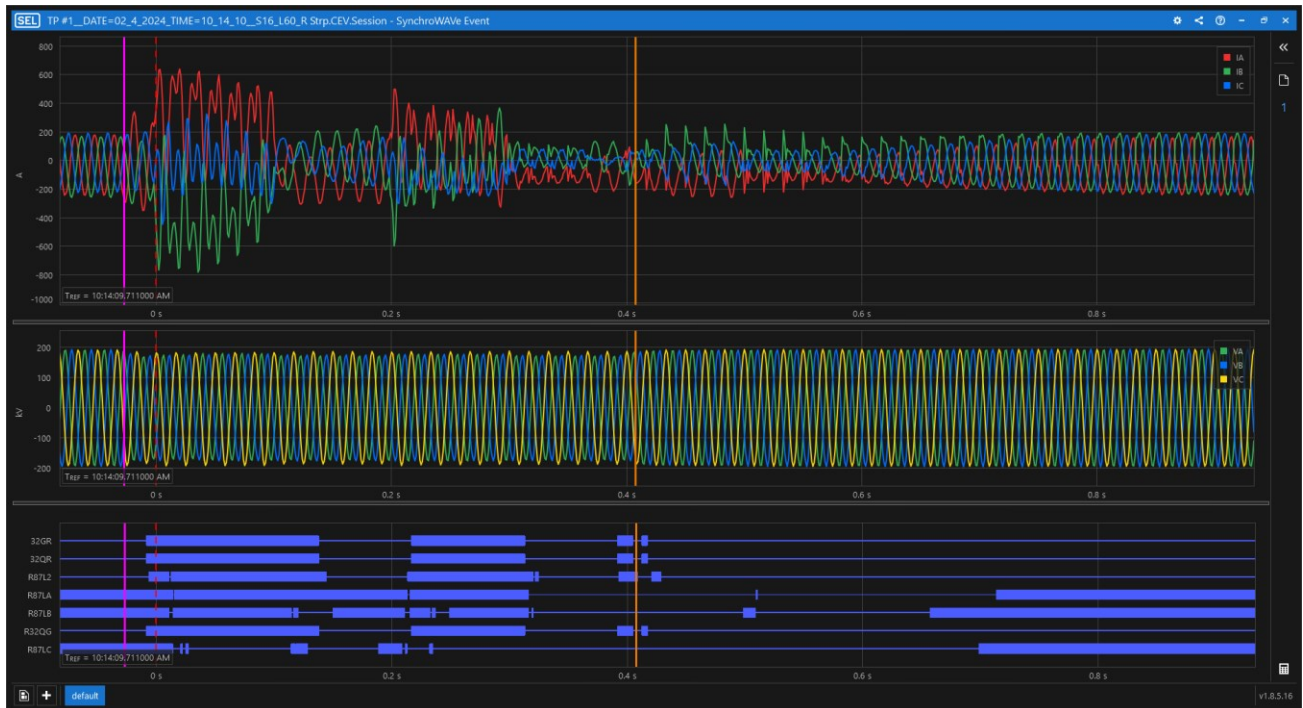 SEL TP #1__DATE=02_4_2024_TIME=10_14_10__S16_L60_R Strp.CEV.Session - SynchroWAVe Event
800
600
400
200
0
-200
-400
-600
-800
-1000
A
IA
IB
IC
1
TREF = 10:14:09.711000 AM
0 s 0.2 s 0.4 s 0.6 s 0.8 s
200
100
0
-100
-200
kV
VA
VB
VC
TREF = 10:14:09.711000 AM
0 s 0.2 s 0.4 s 0.6 s 0.8 s
32GR
32QR
R87L2
R87LA
R87LB
R32QG
R87LC
TREF = 10:14:09.711000 AM
0 s 0.2 s 0.4 s 0.6 s 0.8 s
default
v1.8.5.16